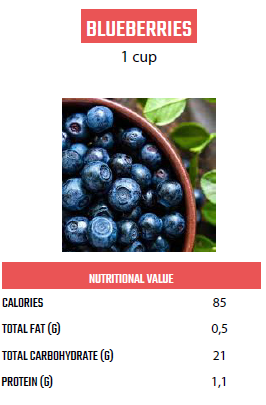 BLUEBERRIES
1 cup
NUTRITIONAL VALUE
CALORIES 85
TOTAL FAT (G) 0,5
TOTAL CARBOHYDRATE (G) 21
PROTEIN (G) 1,1